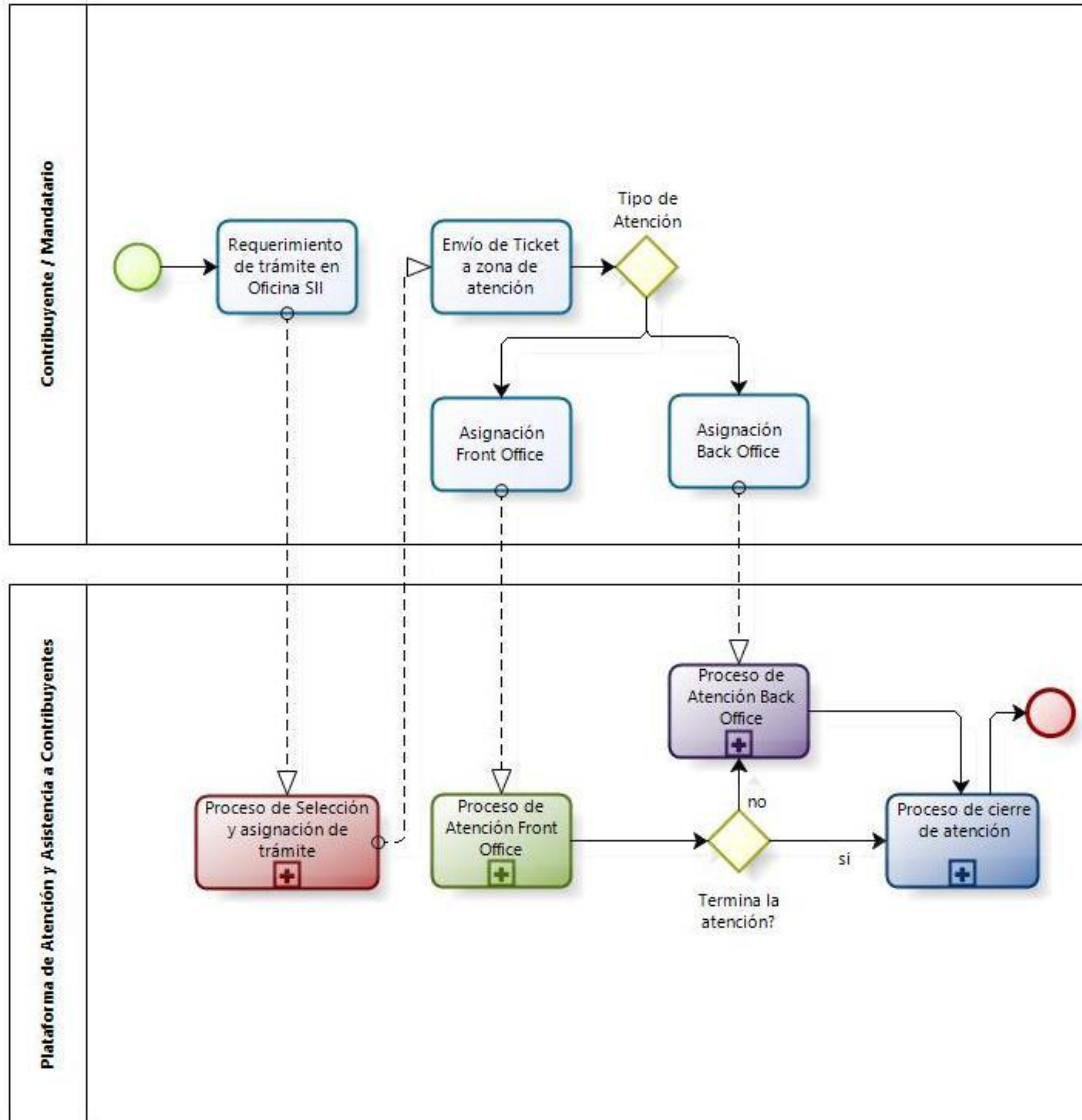 Contribuyente / Mandatario
Tipo de
Atención
Requerimiento
de trámite en
Oficina SII
Envío de Ticket
a zona de
atención
Asignación
Front Office
Asignación
Back Office
Plataforma de Atención y Asistencia a Contribuyentes
Proceso de
Atención Back
Office
Proceso de Selección
y asignación de
trámite
Proceso de
Atención Front
Office
no
si
Proceso de cierre
de atención
Termina la
atención?